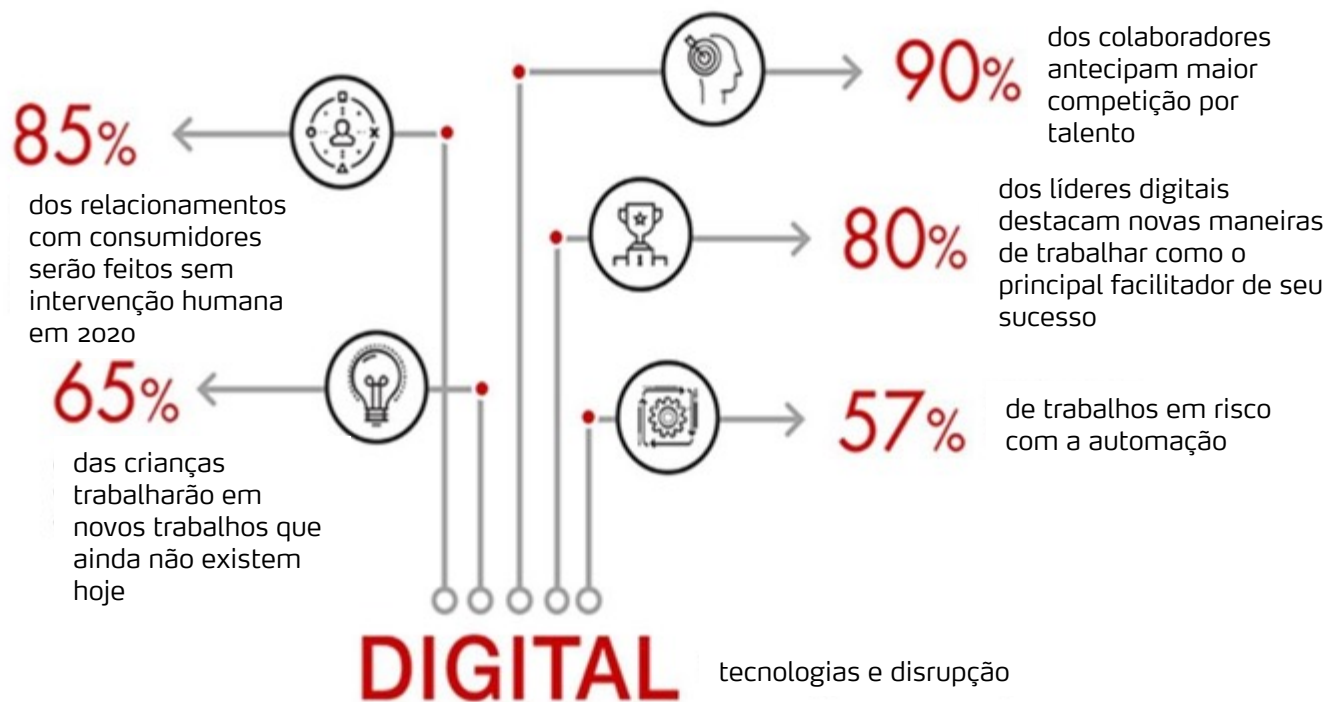 85%
dos relacionamentos
com consumidores
serão feitos sem
intervenção humana
em 2020
65%
das crianças
trabalharão em
novos trabalhos que
ainda não existem
hoje
90%
dos colaboradores
antecipam maior
competição por
talento
80%
dos líderes digitais
destacam novas maneiras
de trabalhar como o
principal facilitador de seu
sucesso
57%
de trabalhos em risco
com a automação
DIGITAL
tecnologias e disrupção